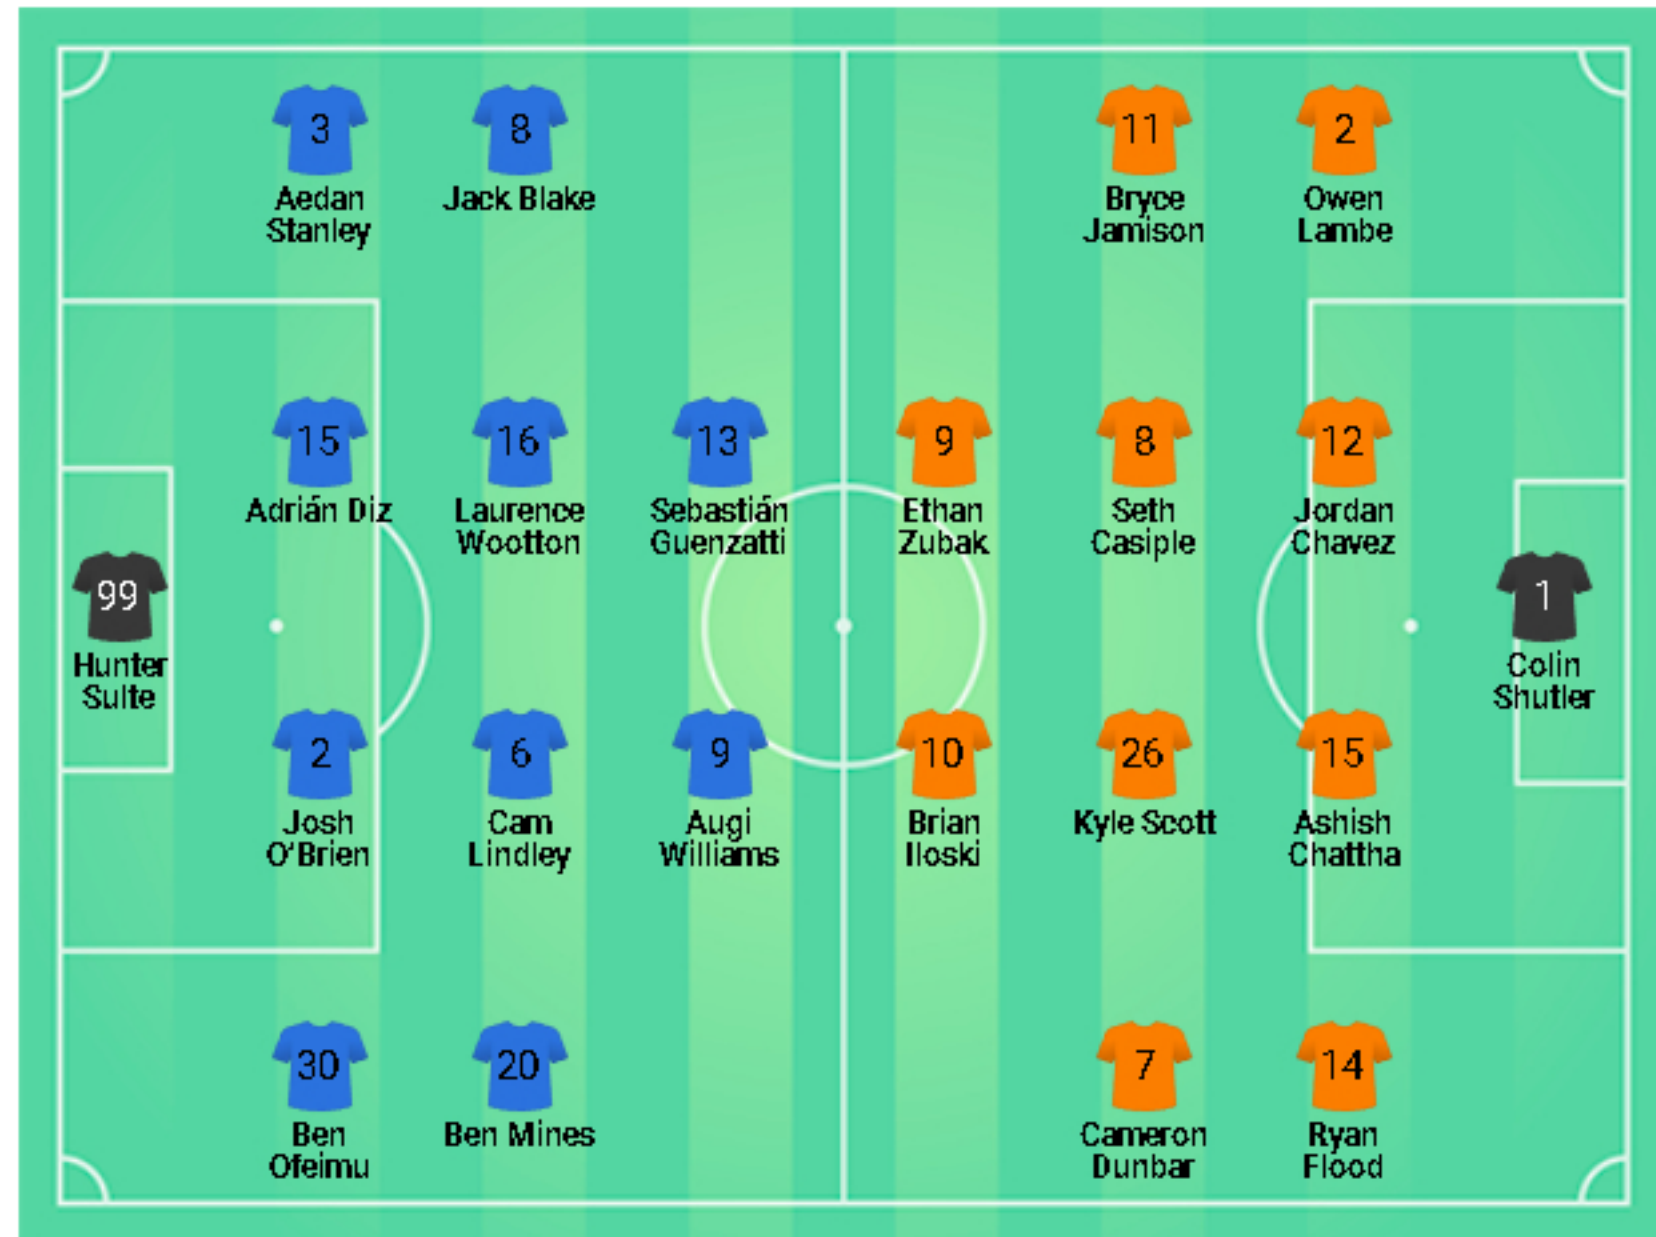 3
8
11
2
Aedan
Stanley
Jack Blake
Bryce
Jamison
Owen
Lambe
15
16
13
9
8
12
Adrián Diz
Laurence
Wootton
Sebastián
Guenzatti
Ethan
Zubak
Seth
Casiple
Jordan
Chavez
99
Hunter
Sulte
1
Colin
Shutler
2
6
9
10
26
15
Josh
O'Brien
Cam
Lindley
Augi
Williams
Brian
Iloski
Kyle Scott
Ashish
Chattha
30
20
7
14
Ben
Ofeimu
Ben Mines
Cameron
Dunbar
Ryan
Flood